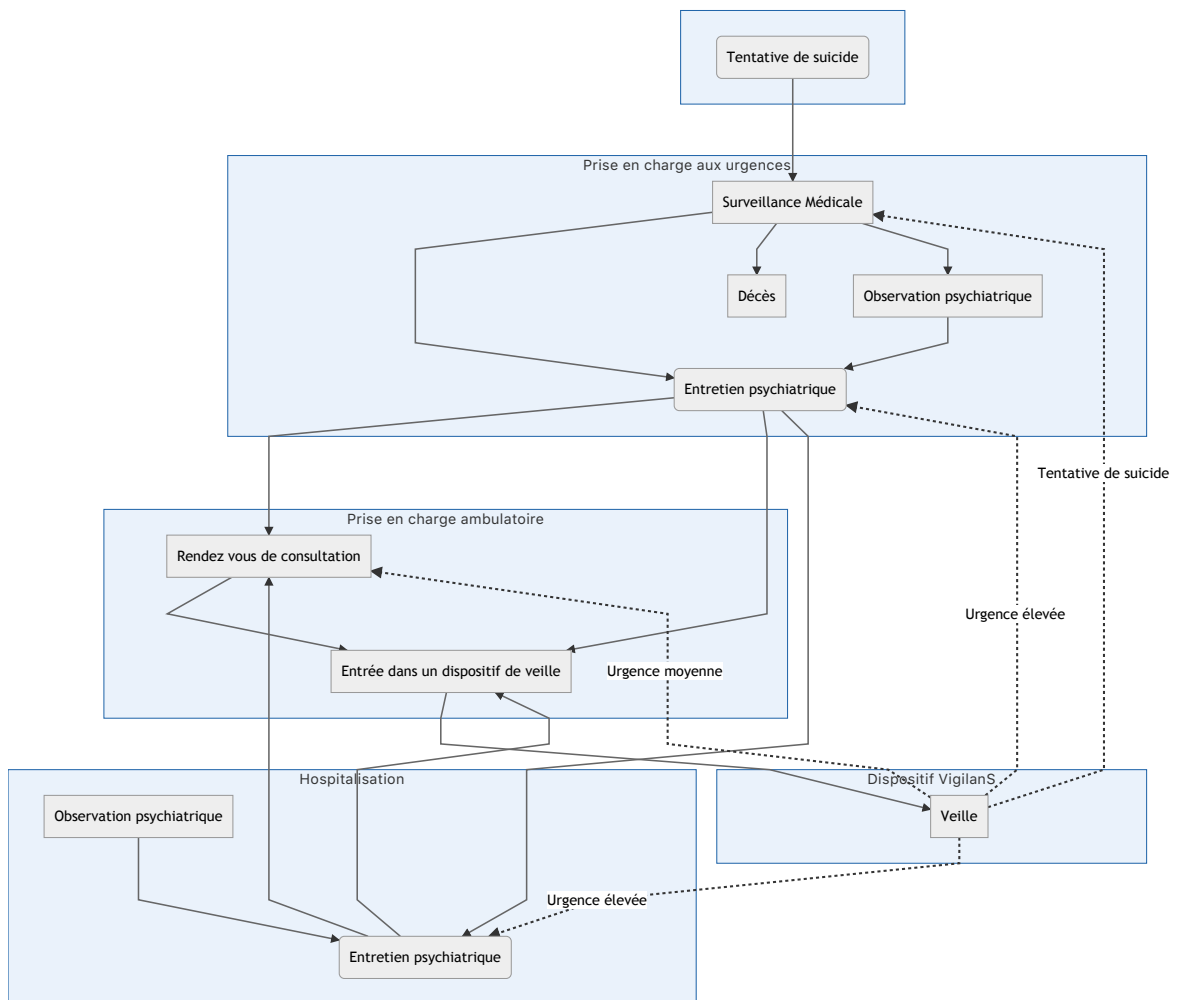 Tentative de suicide
Prise en charge aux urgences
Surveillance Médicale
Décès
Observation psychiatrique
Entretien psychiatrique
Tentative de suicide
Prise en charge ambulatoire
Rendez vous de consultation
Urgence élevée
Entrée dans un dispositif de veille
Urgence moyenne
Hospitalisation
Dispositif VigilanS
Observation psychiatrique
Veille
Urgence élevée
Entretien psychiatrique